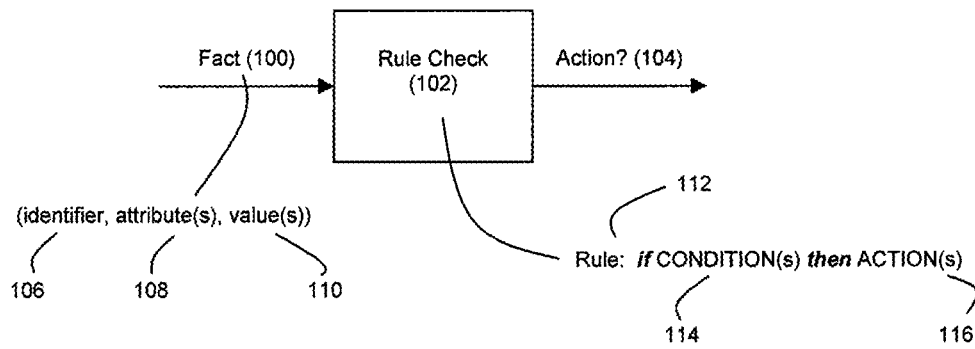 Fact (100)
Rule Check
(102)
Action? (104)
(identifier, attribute(s), value(s))
106
108
110
112
Rule: if CONDITION(s) then ACTION(s)
114
116